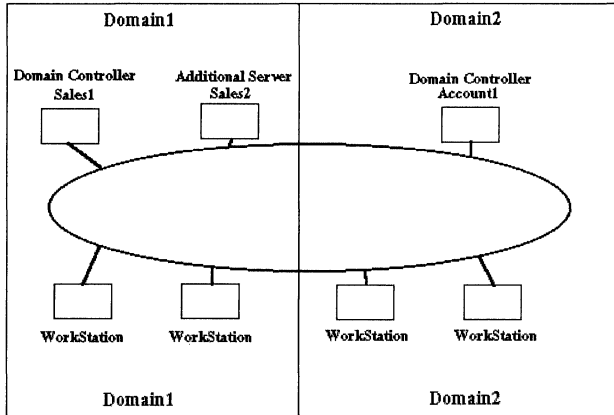 Domain1
Domain2
Domain Controller
Sales1
Additional Server
Sales2
Domain Controller
Account1
WorkStation
WorkStation
WorkStation
WorkStation
Domain1
Domain2